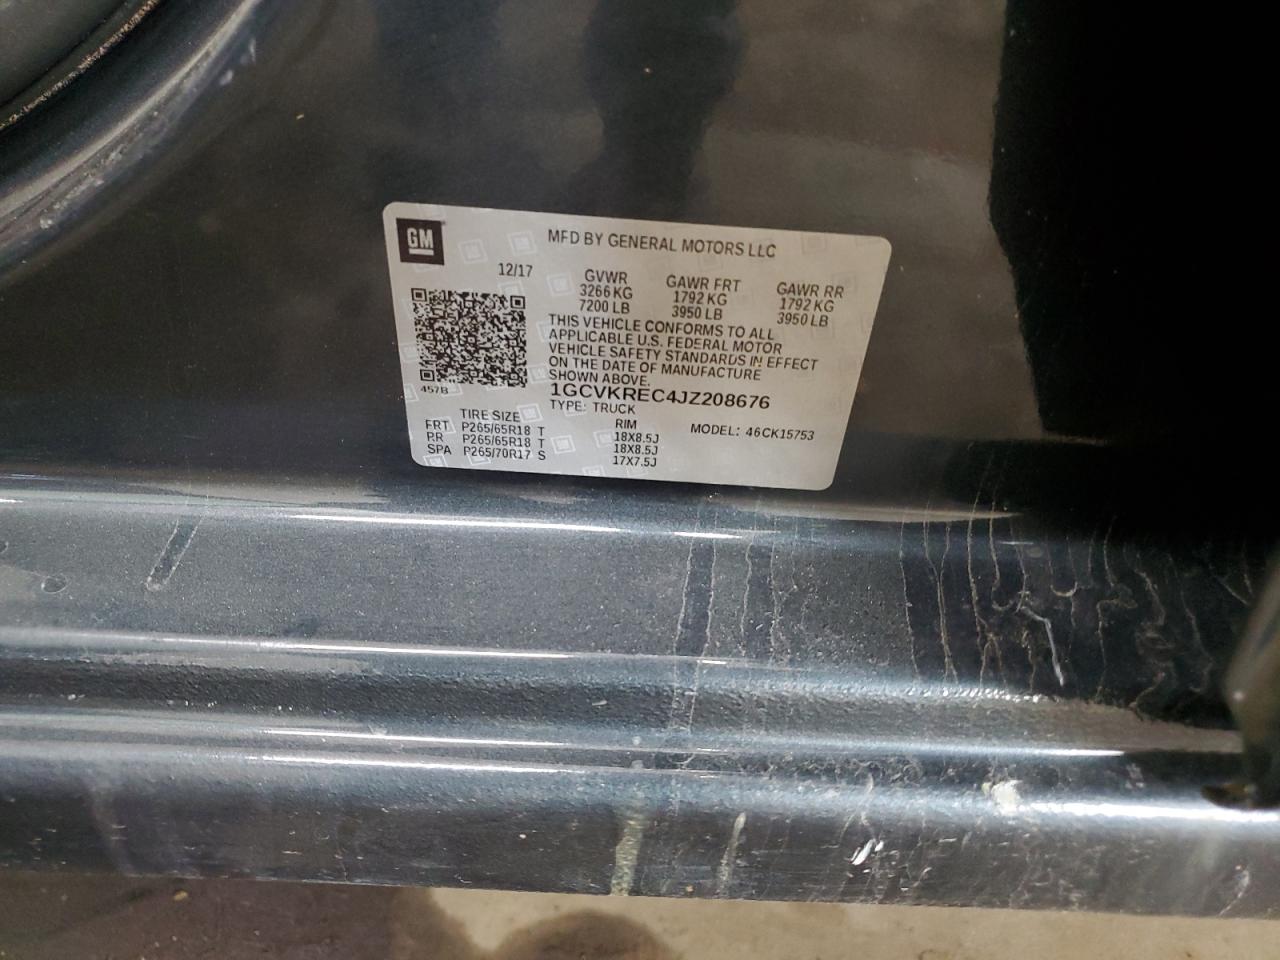 GM
MFD BY GENERAL MOTORS LLC
12/17
GVWR GAWR FRT GAWR RR
3266 KG 1792 KG 1792 KG
7200 LB 3950 LB 3950 LB
THIS VEHICLE CONFORMS TO ALL
APPLICABLE U.S. FEDERAL MOTOR
VEHICLE SAFETY STANDARDS IN EFFECT
ON THE DATE OF MANUFACTURE
SHOWN ABOVE.
457B
1GCVKREC4JZ208676
TYPE: TRUCK
TIRE SIZE RIM MODEL: 46CK15753
FRT P265/65R18 T 18X8.5J
RR P265/65R18 T 18X8.5J
SPA P265/70R17 S 17X7.5J